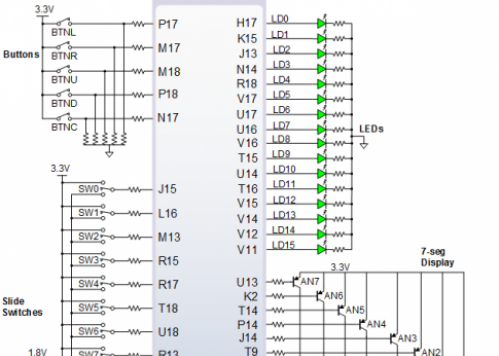 3.3V
BTNL P17 H17 LD0
K15 LD1
Buttons BTNR M17 J13 LD2
N14 LD3
BTNU M18 R18 LD4
V17 LD5
BTND P18 U17 LD6
U16 LD7 LEDs
BTNC N17 V16 LD8
T15 LD9
U14 LD10
3.3V T16 LD11
SW0 J15 V15 LD12
SW1 L16 V14 LD13
V12 LD14
SW2 M13 V11 LD15
7-seg
Display
3.3V
SW3 R15
SW4 R17 U13 AN7
Slide
Switches
K2 AN6
SW5 T18 T14 AN5
P14 AN4
SW6 U18 J14 AN3
1.8V SW7 R13 T9 AN2